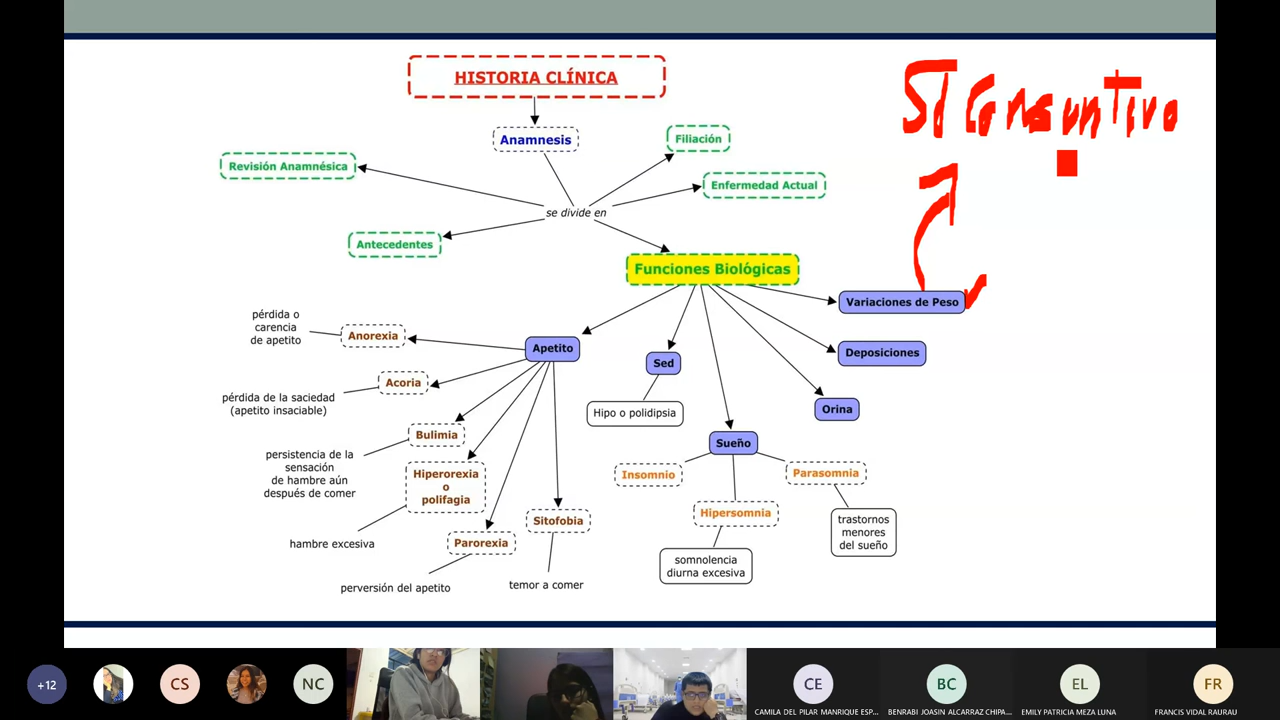 HISTORIA CLÍNICA
Sd Consuntivo
Anamnesis
Filiación
Revisión Anamnésica
Enfermedad Actual
se divide en
Antecedentes
Funciones Biológicas
Variaciones de Peso
pérdida o
carencia
de apetito
Anorexia
Apetito
Sed
Deposiciones
Acoria
pérdida de la saciedad
(apetito insaciable)
Hipo o polidipsia
Orina
Bulimia
persistencia de la
sensación
de hambre aún
después de comer
Sueño
Insomnio
Parasomnia
Hiperorexia
o
polifagia
Hipersomnia
Sitofobia
trastornos
menores
del sueño
hambre excesiva
Parorexia
somnolencia
diurna excesiva
perversión del apetito
temor a comer
+12
CS
NC
CE
BC
EL
FR
CAMILA DEL PILAR MANRIQUE ESP...
BENRABI JOASIN ALCARRAZ CHIPA...
EMILY PATRICIA MEZA LUNA
FRANCIS VIDAL RAURAU